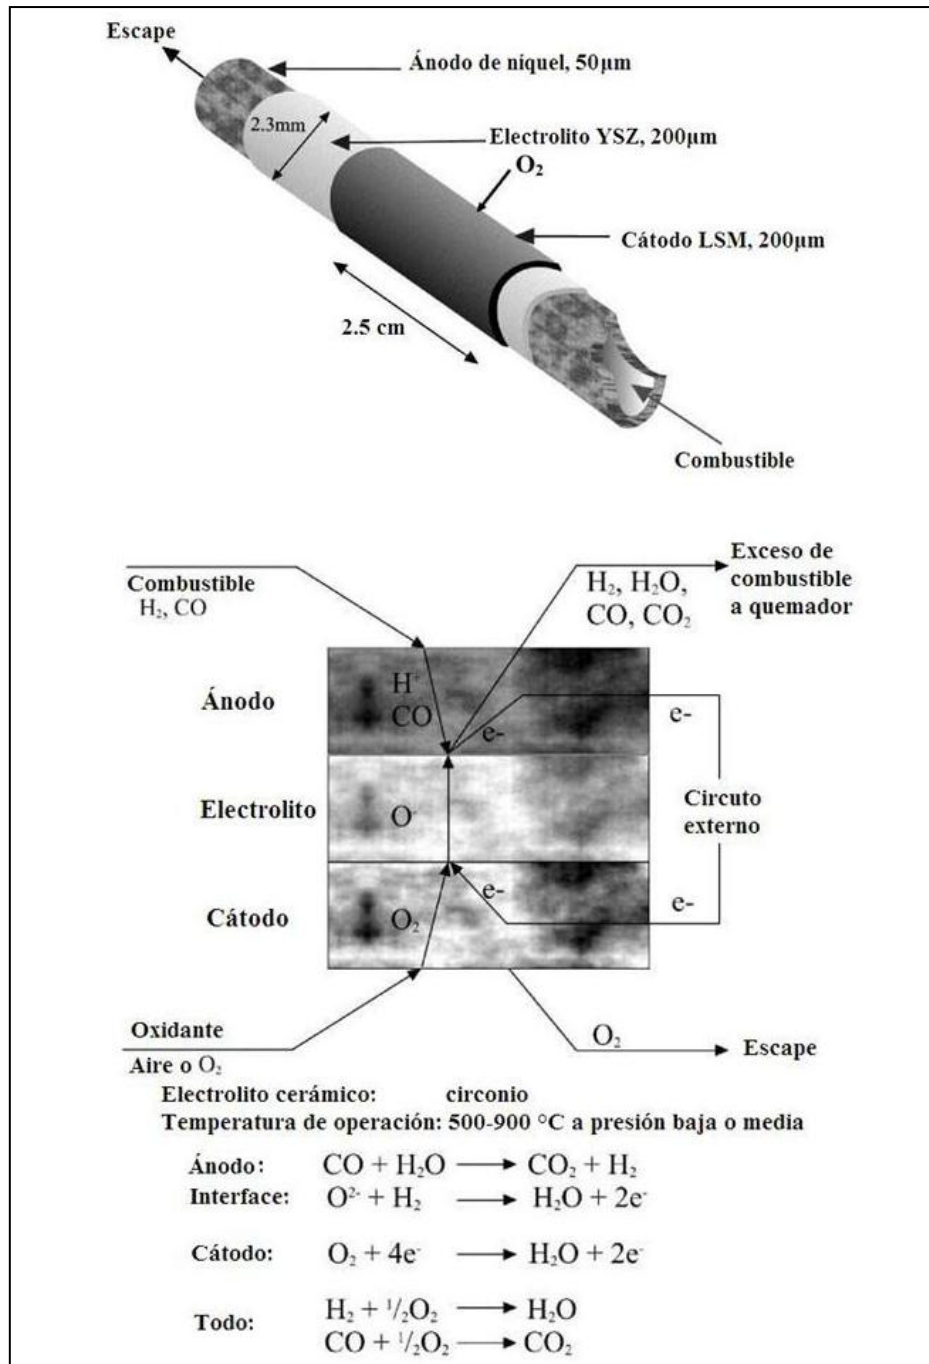 Escape
Ánodo de níquel, 50µm
2.3mm
Electrolito YSZ, 200µm
O₂
Cátodo LSM, 200µm
2.5 cm
Combustible
Combustible
H₂, CO
H₂, H₂O,
CO, CO₂
Exceso de
combustible
a quemador
Ánodo
H⁺
CO
e-
e-
Electrolito
O⁻
Circuto
externo
Cátodo
O₂
e-
e-
Oxidante
Aire o O₂
O₂
Escape
Electrolito cerámico: circonio
Temperatura de operación: 500-900 °C a presión baja o media
Ánodo: CO + H₂O → CO₂ + H₂
Interface: O²⁻ + H₂ → H₂O + 2e⁻
Cátodo: O₂ + 4e⁻ → H₂O + 2e⁻
Todo:
H₂ + ¹/₂O₂ → H₂O
CO + ¹/₂O₂ → CO₂